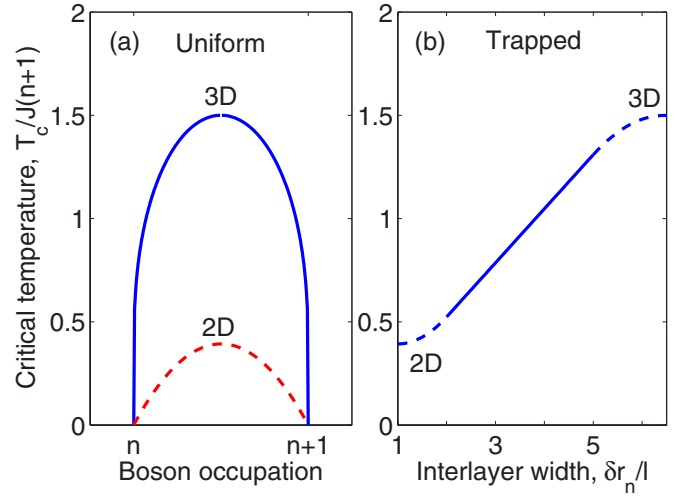 (a) Uniform
(b) Trapped
Critical temperature, T_c/J(n+1)
2
1.5
1
0.5
0
3D
2D
n
n+1
Boson occupation
2
1.5
1
0.5
0
3D
2D
1
3
5
Interlayer width, δr_n/l